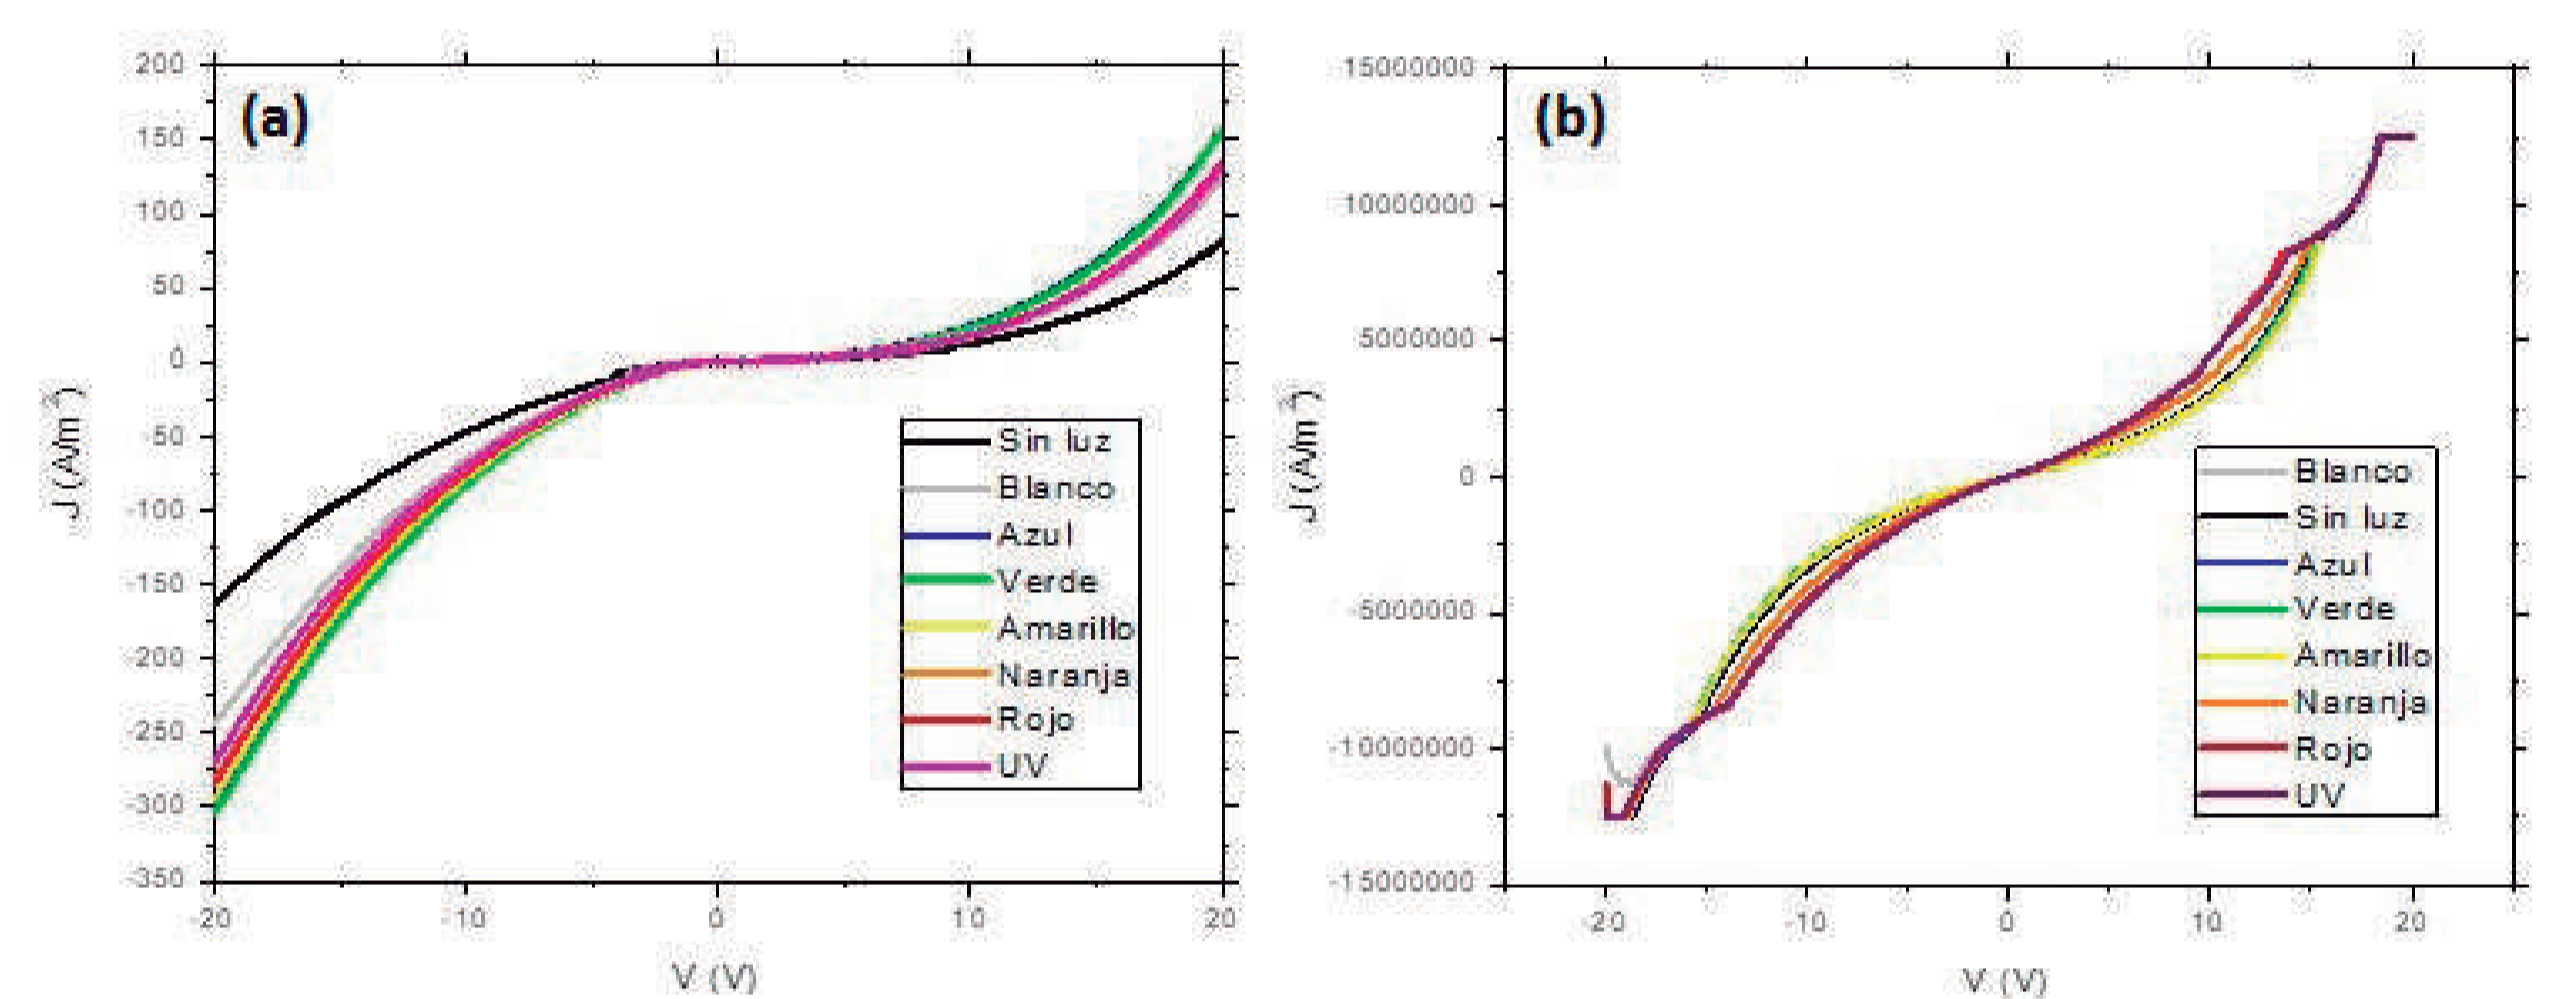 (a)
200
150
100
50
0
-50
-100
-150
-200
-250
-300
-350
-20
-10
0
10
20
J (A/m²)
V (V)
Sin luz
Blanco
Azul
Verde
Amarillo
Naranja
Rojo
UV
(b)
15000000
10000000
5000000
0
-5000000
-10000000
-15000000
-20
-10
0
10
20
J (A/m²)
V (V)
Blanco
Sin luz
Azul
Verde
Amarillo
Naranja
Rojo
UV